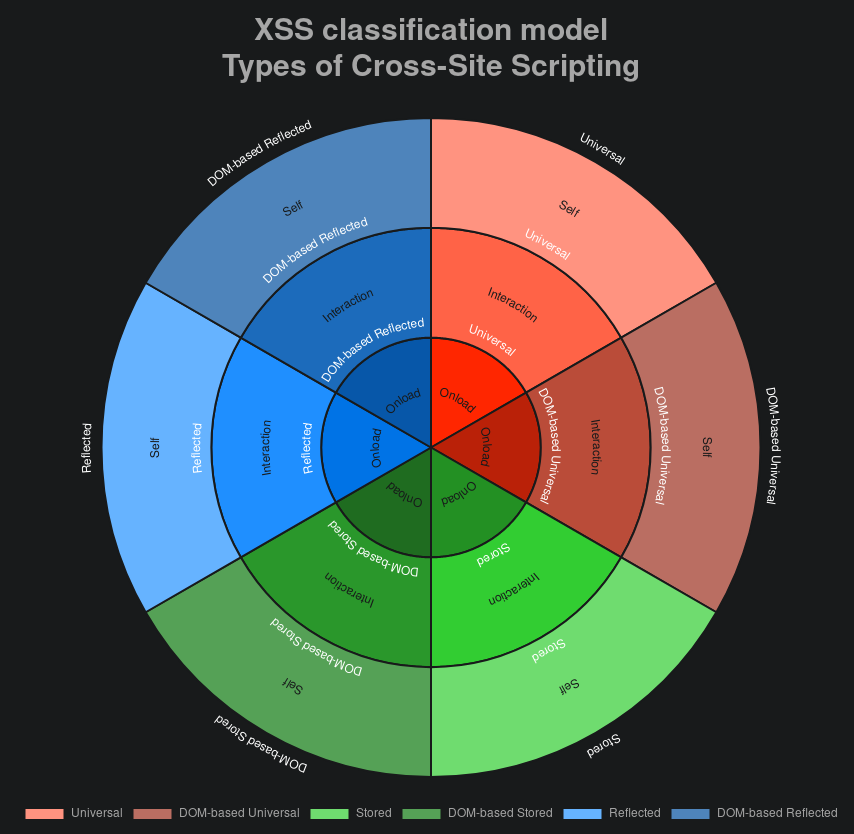 XSS classification model
Types of Cross-Site Scripting
DOM-based Reflected
Universal
Self
Self
DOM-based Reflected
Universal
Interaction
Interaction
DOM-based Reflected
Universal
Onload
Onload
Reflected
Self
Reflected
Interaction
Reflected
Onload
Onload
DOM-based Universal
Interaction
DOM-based Universal
Self
DOM-based Universal
Onload
Onload
DOM-based Stored
Stored
Interaction
Interaction
DOM-based Stored
Stored
Self
Self
DOM-based Stored
Stored
Universal
DOM-based Universal
Stored
DOM-based Stored
Reflected
DOM-based Reflected